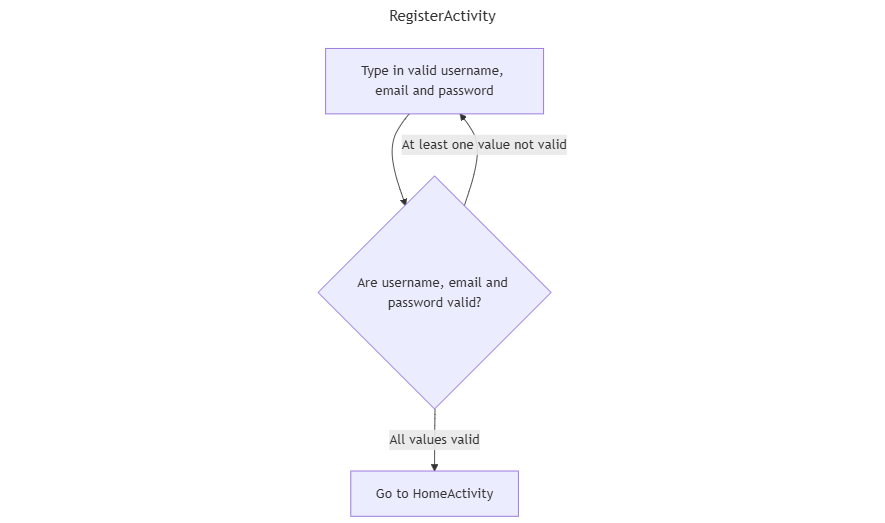 RegisterActivity
Type in valid username,
email and password
At least one value not valid
Are username, email and
password valid?
All values valid
Go to HomeActivity